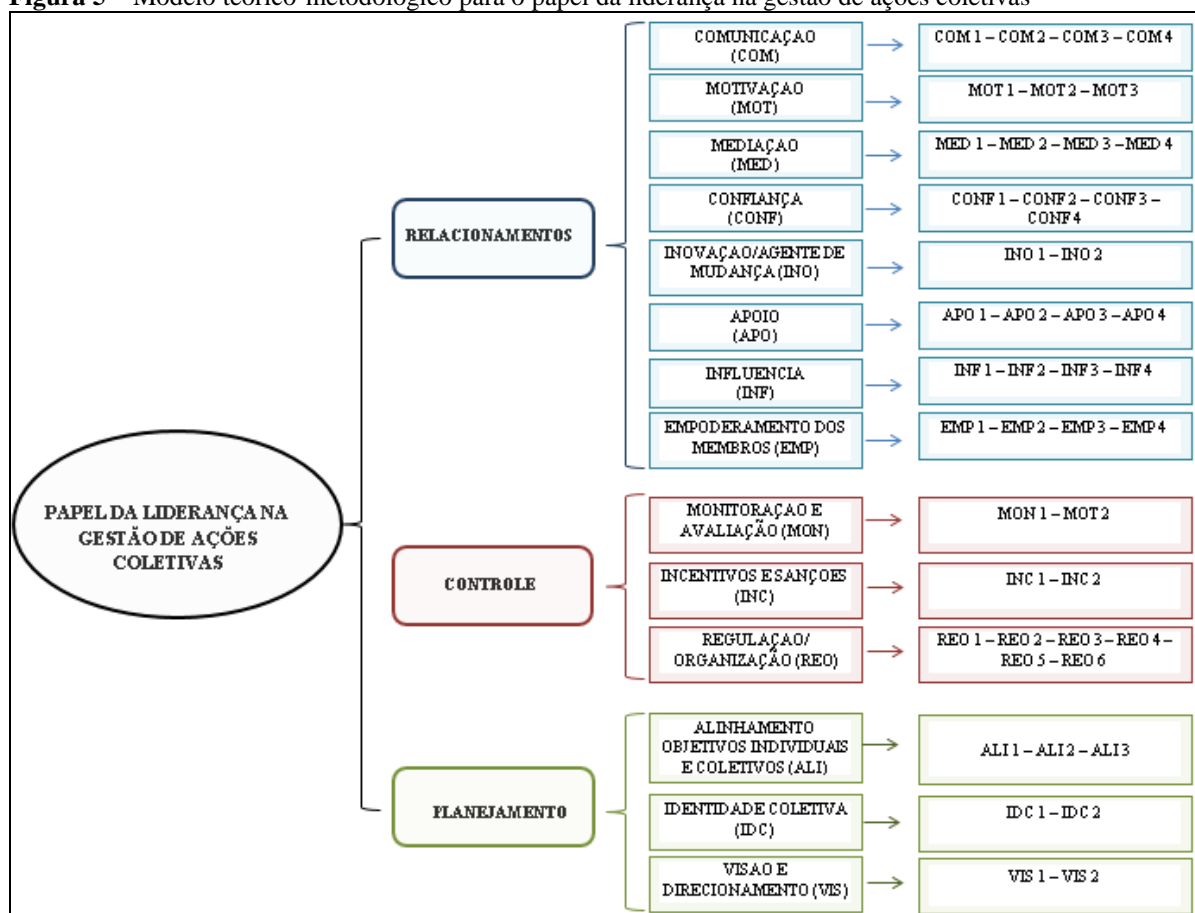 Figura 5 – Modelo teórico-metodológico para o papel da liderança na gestão de ações coletivas
COMUNICAÇAO
(COM)
COM 1 – COM 2 – COM 3 – COM 4
MOTIVAÇAO
(MOT)
MOT 1 – MOT 2 – MOT 3
MEDIAÇAO
(MED)
MED 1 – MED 2 – MED 3 – MED 4
CONFIANÇA
(CONF)
CONF 1 – CONF 2 – CONF 3 –
CONF 4
RELACIONAMENTOS
INOVAÇAO/AGENTE DE
MUDANÇA (INO)
INO 1 – INO 2
APOIO
(APO)
APO 1 – APO 2 – APO 3 – APO 4
INFLUENCIA
(INF)
INF 1 – INF 2 – INF 3 – INF 4
EMPODERAMENTO DOS
MEMBROS (EMP)
EMP 1 – EMP 2 – EMP 3 – EMP 4
PAPEL DA LIDERANÇA NA
GESTÃO DE AÇÕES
COLETIVAS
MONITORAÇAO E
AVALIAÇÃO (MON)
MON 1 – MOT 2
CONTROLE
INCENTIVOS E SANÇOES
(INC)
INC 1 – INC 2
REGULAÇAO/
ORGANIZAÇÃO (REO)
REO 1 – REO 2 – REO 3 – REO 4 –
REO 5 – REO 6
ALINHAMENTO
OBJETIVOS INDIVIDUAIS
E COLETIVOS (ALI)
ALI 1 – ALI 2 – ALI 3
PLANEJAMENTO
IDENTIDADE COLETIVA
(IDC)
IDC 1 – IDC 2
VISAO E
DIRECIONAMENTO (VIS)
VIS 1 – VIS 2